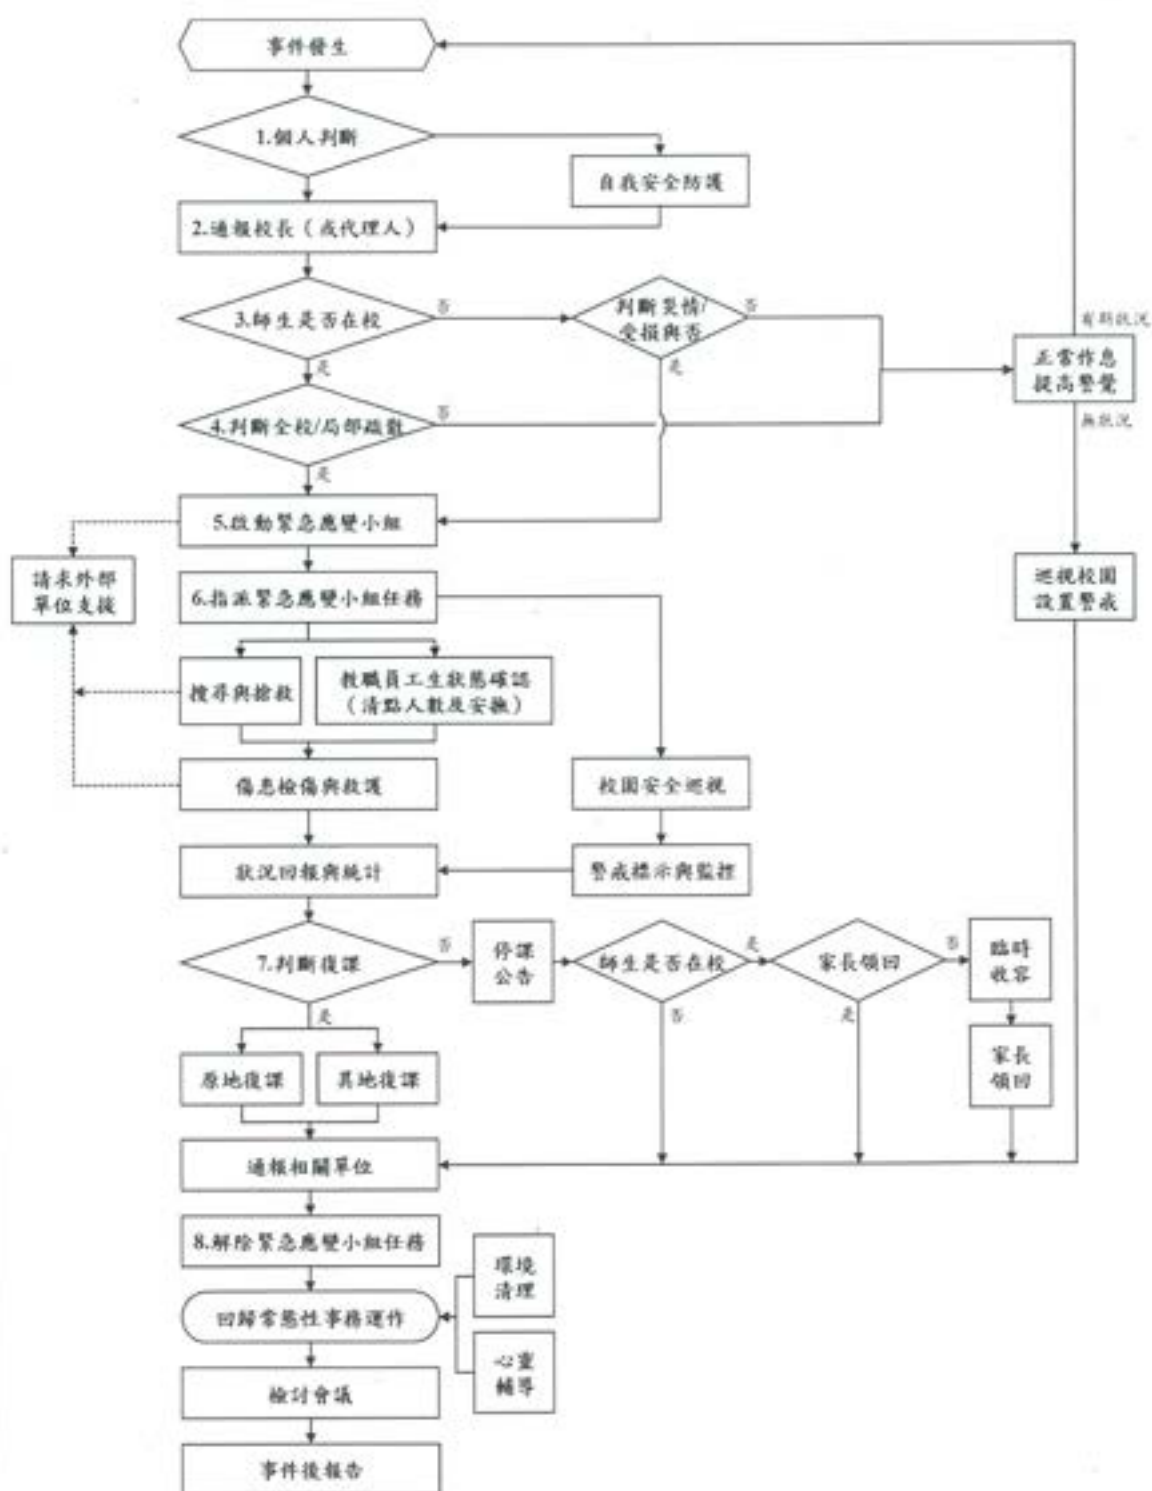 事件發生
1.個人判斷
自我安全防護
2.通報校長（或代理人）
3.師生是否在校
否
判斷災情/
受損與否
否
有新狀況
正常作息
提高警覺
無狀況
是
是
4.判斷全校/局部疏散
否
是
5.啟動緊急應變小組
請求外部
單位支援
6.指派緊急應變小組任務
巡視校園
設置警戒
搜尋與搶救
教職員工生狀態確認
（清點人數及安撫）
傷患檢傷與救護
校園安全巡視
狀況回報與統計
警戒標示與監控
7.判斷復課
否
停課
公告
師生是否在校
是
家長領回
否
臨時
收容
是
否
是
家長
領回
原地復課
異地復課
通報相關單位
8.解除緊急應變小組任務
環境
清理
回歸常態性事務運作
心靈
輔導
檢討會議
事件後報告